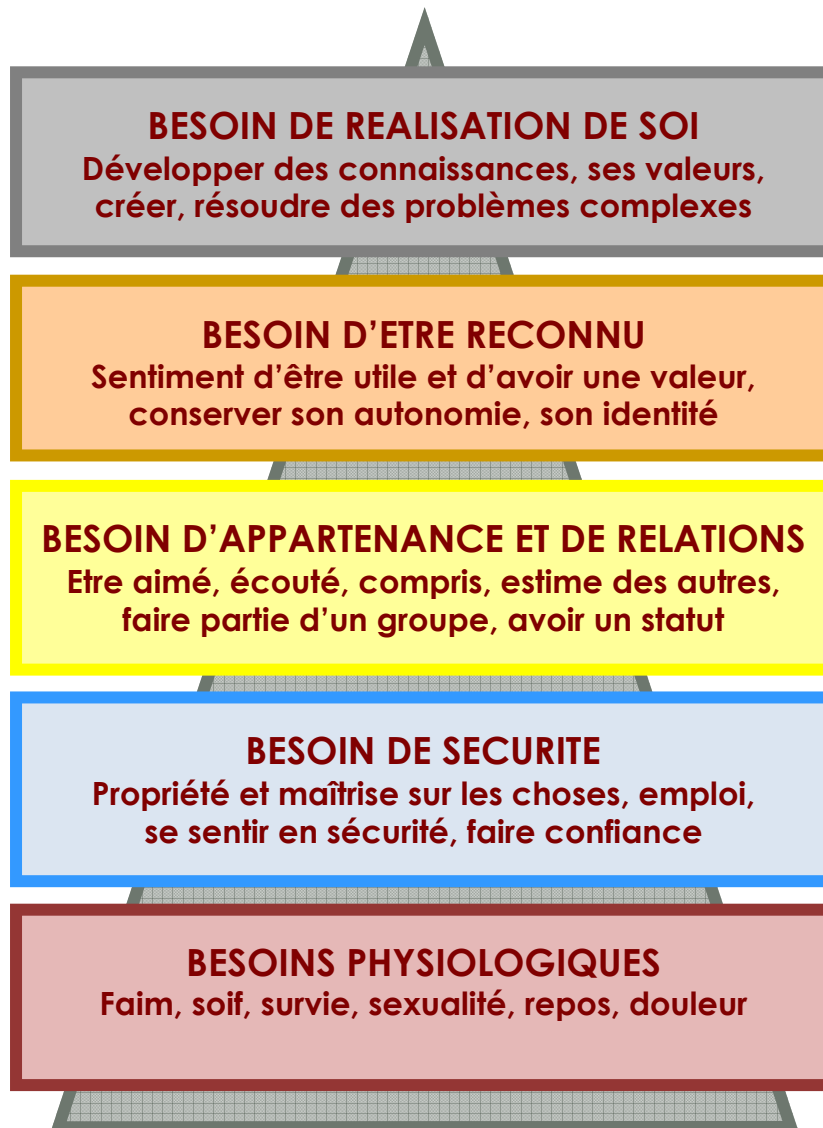 BESOIN DE REALISATION DE SOI
Développer des connaissances, ses valeurs,
créer, résoudre des problèmes complexes
BESOIN D’ETRE RECONNU
Sentiment d’être utile et d’avoir une valeur,
conserver son autonomie, son identité
BESOIN D’APPARTENANCE ET DE RELATIONS
Etre aimé, écouté, compris, estime des autres,
faire partie d’un groupe, avoir un statut
BESOIN DE SECURITE
Propriété et maîtrise sur les choses, emploi,
se sentir en sécurité, faire confiance
BESOINS PHYSIOLOGIQUES
Faim, soif, survie, sexualité, repos, douleur